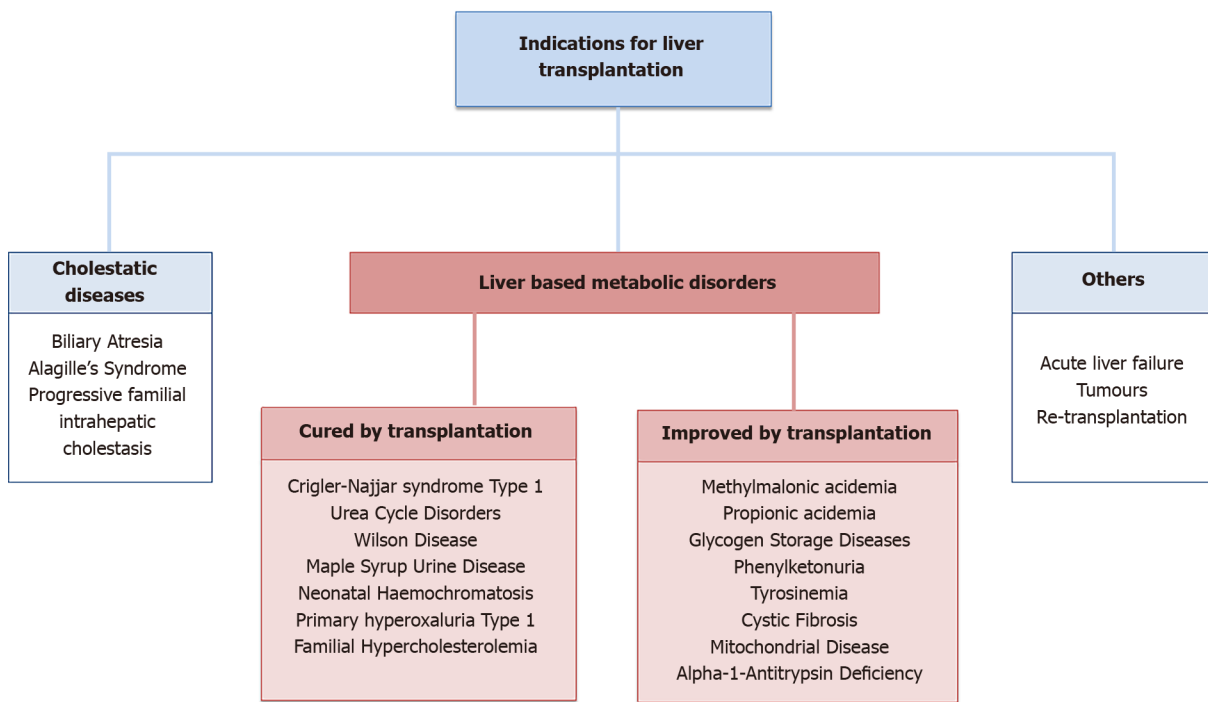 Indications for liver
transplantation
Cholestatic
diseases
Biliary Atresia
Alagille’s Syndrome
Progressive familial
intrahepatic
cholestasis
Liver based metabolic disorders
Cured by transplantation
Crigler-Najjar syndrome Type 1
Urea Cycle Disorders
Wilson Disease
Maple Syrup Urine Disease
Neonatal Haemochromatosis
Primary hyperoxaluria Type 1
Familial Hypercholesterolemia
Improved by transplantation
Methylmalonic acidemia
Propionic acidemia
Glycogen Storage Diseases
Phenylketonuria
Tyrosinemia
Cystic Fibrosis
Mitochondrial Disease
Alpha-1-Antitrypsin Deficiency
Others
Acute liver failure
Tumours
Re-transplantation